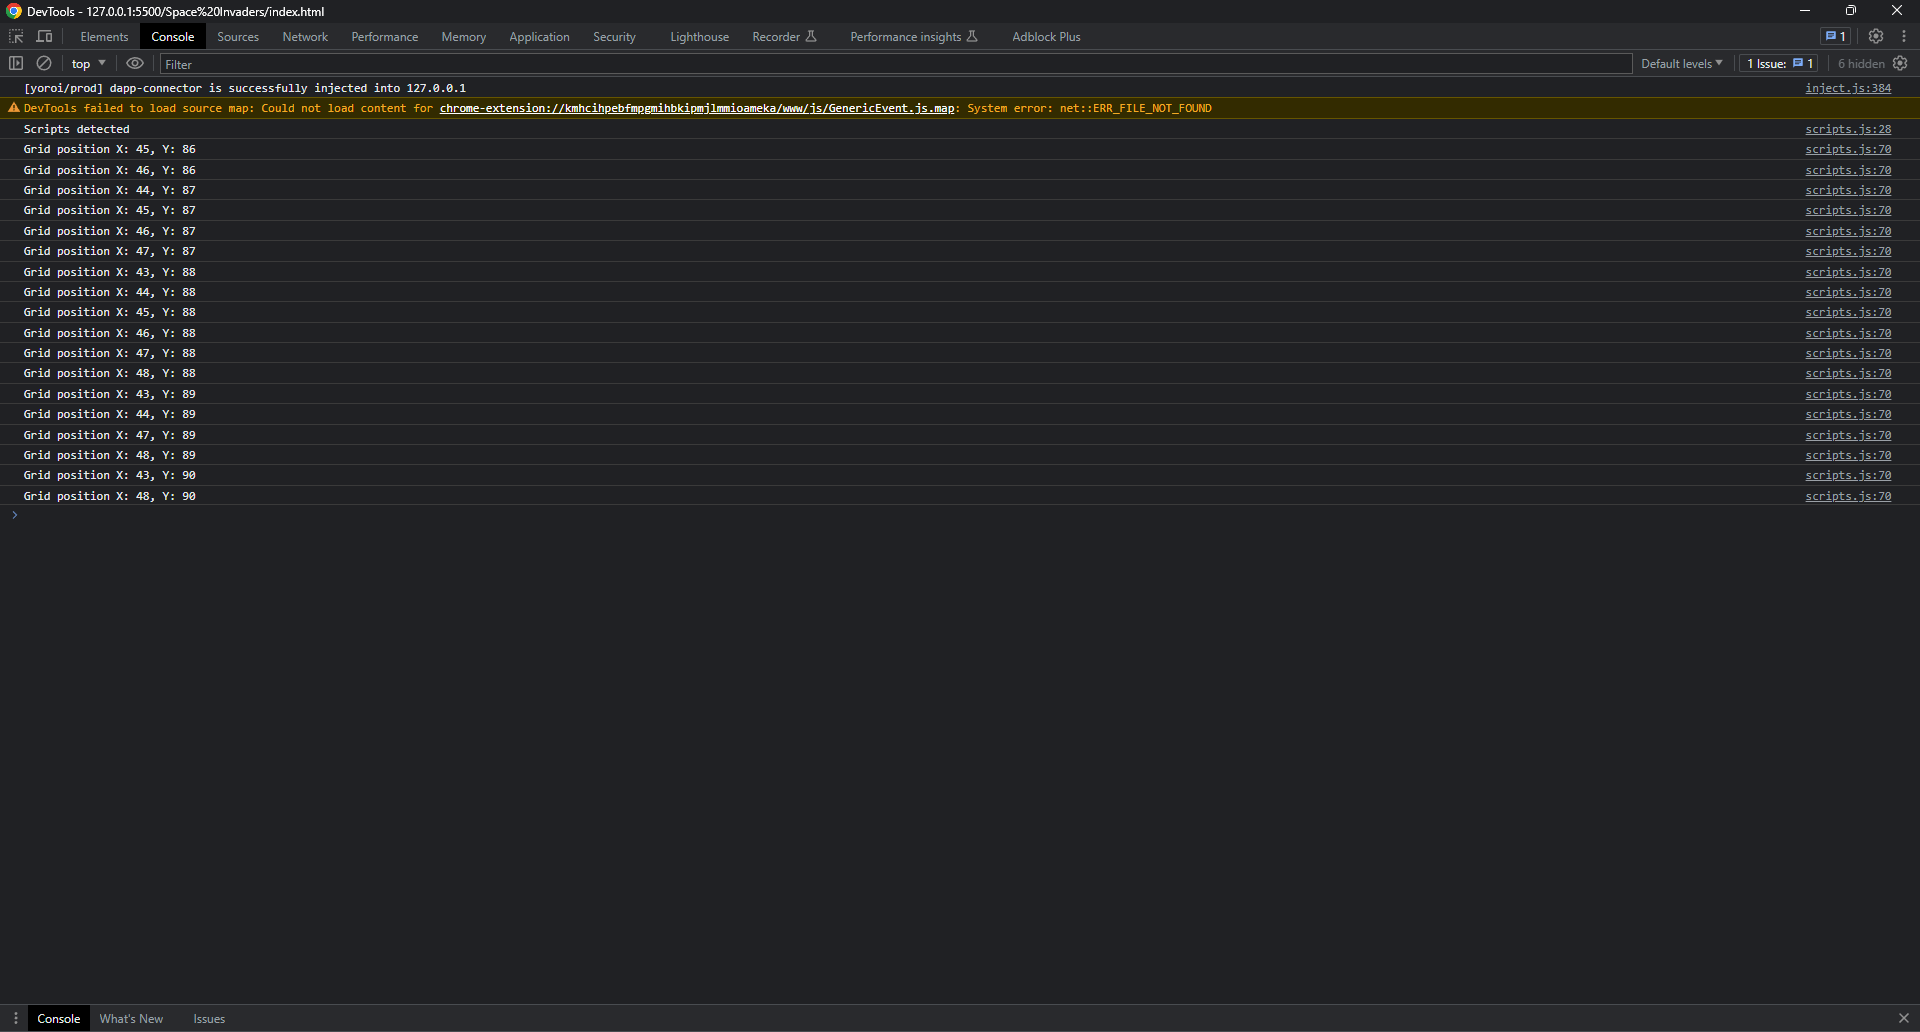 DevTools - 127.0.0.1:5500/Space%20Invaders/index.html
Elements Console Sources Network Performance Memory Application Security Lighthouse Recorder Performance insights Adblock Plus 1
top Filter Default levels 1 Issue: 1 6 hidden
[yoroi/prod] dapp-connector is successfully injected into 127.0.0.1 inject.js:384
DevTools failed to load source map: Could not load content for chrome-extension://kmhcihpebfmpgmihbkipmjlmmioameka/www/js/GenericEvent.js.map: System error: net::ERR_FILE_NOT_FOUND
Scripts detected scripts.js:28
Grid position X: 45, Y: 86 scripts.js:70
Grid position X: 46, Y: 86 scripts.js:70
Grid position X: 44, Y: 87 scripts.js:70
Grid position X: 45, Y: 87 scripts.js:70
Grid position X: 46, Y: 87 scripts.js:70
Grid position X: 47, Y: 87 scripts.js:70
Grid position X: 43, Y: 88 scripts.js:70
Grid position X: 44, Y: 88 scripts.js:70
Grid position X: 45, Y: 88 scripts.js:70
Grid position X: 46, Y: 88 scripts.js:70
Grid position X: 47, Y: 88 scripts.js:70
Grid position X: 48, Y: 88 scripts.js:70
Grid position X: 43, Y: 89 scripts.js:70
Grid position X: 44, Y: 89 scripts.js:70
Grid position X: 47, Y: 89 scripts.js:70
Grid position X: 48, Y: 89 scripts.js:70
Grid position X: 43, Y: 90 scripts.js:70
Grid position X: 48, Y: 90 scripts.js:70
Console What's New Issues